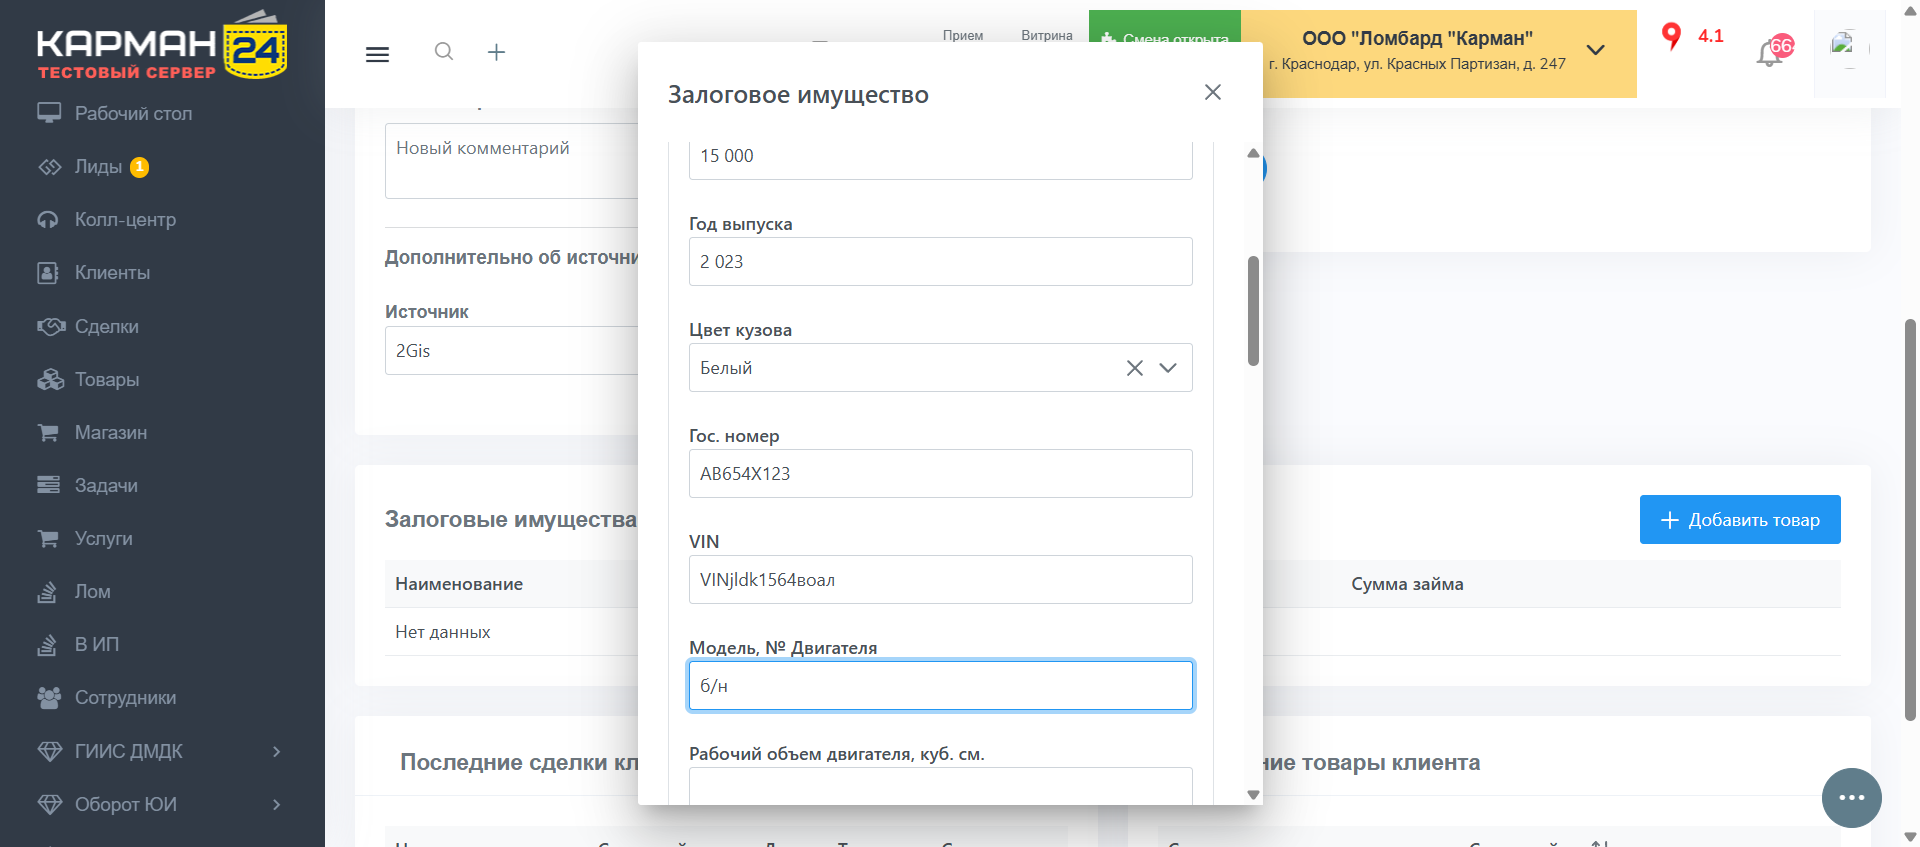 КАРМАН 24
ТЕСТОВЫЙ СЕРВЕР
Рабочий стол
Лиды 1
Колл-центр
Клиенты
Сделки
Товары
Магазин
Задачи
Услуги
Лом
В ИП
Сотрудники
ГИИС ДМДК
Оборот ЮИ
Прием
Витрина
Смена открыта
ООО "Ломбард "Карман"
г. Краснодар, ул. Красных Партизан, д. 247
4.1
Новый комментарий
Дополнительно об источни
Источник
2Gis
Залоговые имущества
Добавить товар
Наименование
Сумма займа
Нет данных
Последние сделки кл
ние товары клиента
Залоговое имущество
15 000
Год выпуска
2 023
Цвет кузова
Белый
Гос. номер
АВ654Х123
VIN
VINjldk1564воал
Модель, № Двигателя
б/н
Рабочий объем двигателя, куб. см.